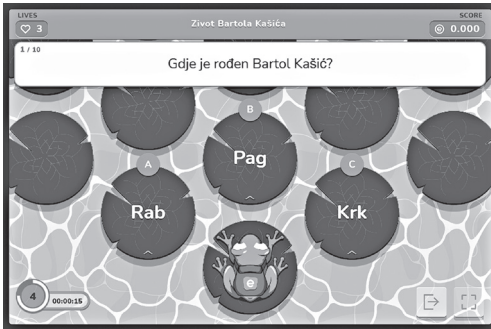 LIVES
3
Zivot Bartola Kašića
SCORE
0.000
1 / 10
Gdje je rođen Bartol Kašić?
B
Pag
A
Rab
C
Krk
e
4
00:00:15